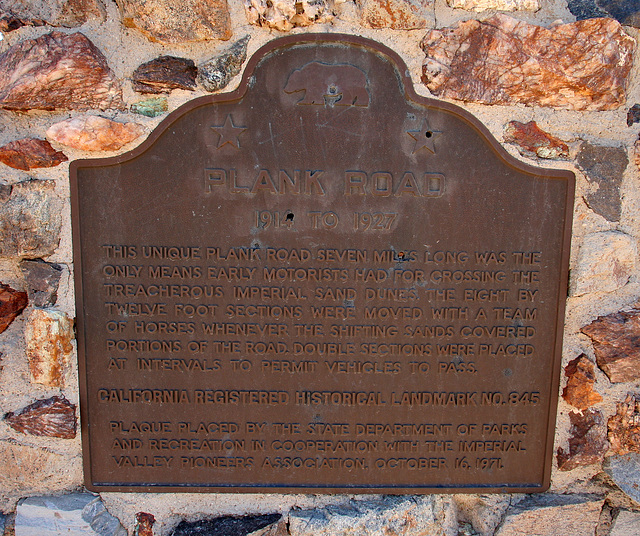 PLANK ROAD
1914 TO 1927
THIS UNIQUE PLANK ROAD SEVEN MILES LONG WAS THE
ONLY MEANS EARLY MOTORISTS HAD FOR CROSSING THE
TREACHEROUS IMPERIAL SAND DUNES. THE EIGHT BY
TWELVE FOOT SECTIONS WERE MOVED WITH A TEAM
OF HORSES WHENEVER THE SHIFTING SANDS COVERED
PORTIONS OF THE ROAD. DOUBLE SECTIONS WERE PLACED
AT INTERVALS TO PERMIT VEHICLES TO PASS.
CALIFORNIA REGISTERED HISTORICAL LANDMARK NO. 845
PLAQUE PLACED BY THE STATE DEPARTMENT OF PARKS
AND RECREATION IN COOPERATION WITH THE IMPERIAL
VALLEY PIONEERS ASSOCIATION, OCTOBER 16, 1971.